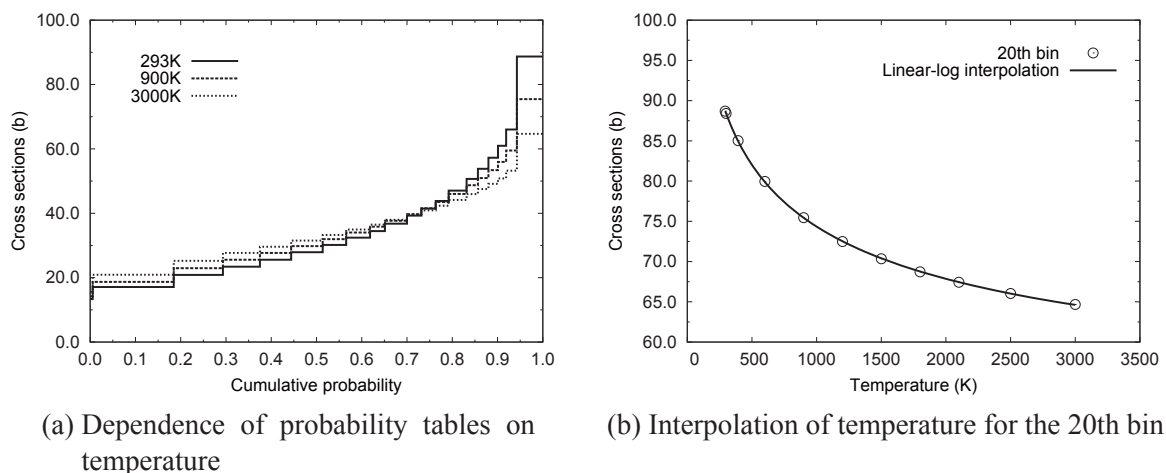 100.0
80.0
60.0
40.0
20.0
0.0
Cross sections (b)
293K
900K
3000K
0.0 0.1 0.2 0.3 0.4 0.5 0.6 0.7 0.8 0.9 1.0
Cumulative probability
(a) Dependence of probability tables on
temperature
100.0
95.0
90.0
85.0
80.0
75.0
70.0
65.0
60.0
Cross sections (b)
20th bin
Linear-log interpolation
0 500 1000 1500 2000 2500 3000 3500
Temperature (K)
(b) Interpolation of temperature for the 20th bin